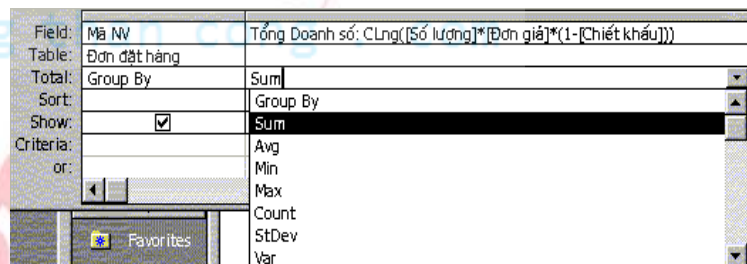 Field: Mã NV Tổng Doanh số: CLng([Số lượng]*[Đơn giá]*(1-[Chiết khấu]))
Table: Đơn đặt hàng
Total: Group By Sum
Sort: Group By
Show: Sum
Criteria: Avg
or: Min
Max
Count
Favorites StDev
Var